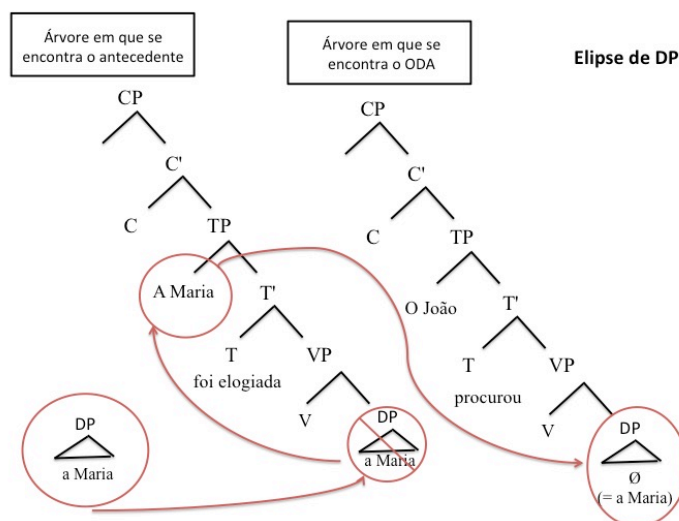 Árvore em que se
encontra o antecedente
Árvore em que se
encontra o ODA
Elipse de DP
CP
C'
C
TP
A Maria
T'
T
VP
foi elogiada
V
DP
a Maria
DP
a Maria
CP
C'
C
TP
O João
T'
T
VP
procurou
V
DP
Ø
(= a Maria)